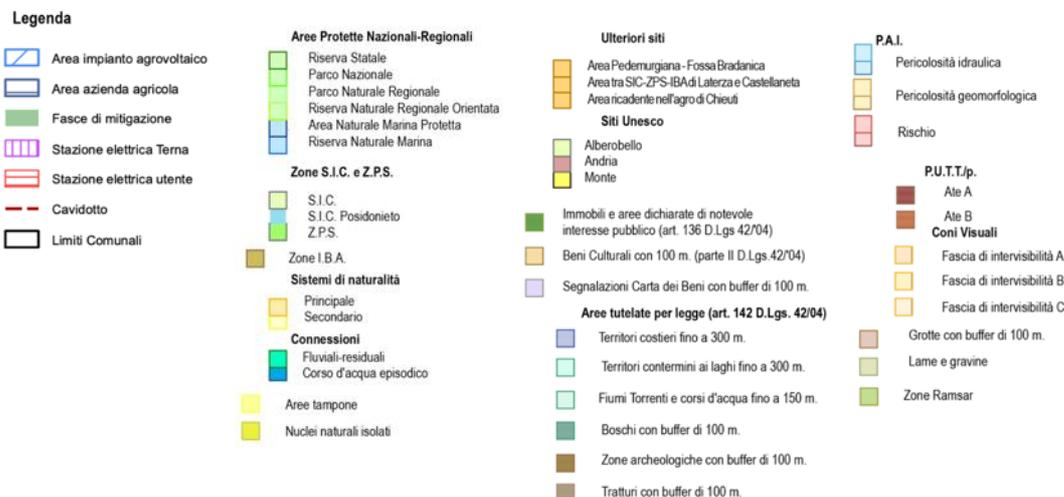 Legenda
Area impianto agrovoltaico
Area azienda agricola
Fasce di mitigazione
Stazione elettrica Terna
Stazione elettrica utente
Cavidotto
Limiti Comunali
Aree Protette Nazionali-Regionali
Riserva Statale
Parco Nazionale
Parco Naturale Regionale
Riserva Naturale Regionale Orientata
Area Naturale Marina Protetta
Riserva Naturale Marina
Zone S.I.C. e Z.P.S.
S.I.C.
S.I.C. Posidonieto
Z.P.S.
Zone I.B.A.
Sistemi di naturalità
Principale
Secondario
Connessioni
Fluviali-residuali
Corso d'acqua episodico
Aree tampone
Nuclei naturali isolati
Ulteriori siti
Area Pedemurgiana - Fossa Bradanica
Area tra SIC-ZPS-IBA di Laterza e Castellaneta
Area ricadente nell'agro di Chieuti
Siti Unesco
Alberobello
Andria
Monte
Immobili e aree dichiarate di notevole
interesse pubblico (art. 136 D.Lgs 42/'04)
Beni Culturali con 100 m. (parte II D.Lgs.42/'04)
Segnalazioni Carta dei Beni con buffer di 100 m.
Aree tutelate per legge (art. 142 D.Lgs. 42/04)
Territori costieri fino a 300 m.
Territori contermini ai laghi fino a 300 m.
Fiumi Torrenti e corsi d'acqua fino a 150 m.
Boschi con buffer di 100 m.
Zone archeologiche con buffer di 100 m.
Tratturi con buffer di 100 m.
P.A.I.
Pericolosità idraulica
Pericolosità geomorfologica
Rischio
P.U.T.T./p.
Ate A
Ate B
Coni Visuali
Fascia di intervisibilità A
Fascia di intervisibilità B
Fascia di intervisibilità C
Grotte con buffer di 100 m.
Lame e gravine
Zone Ramsar